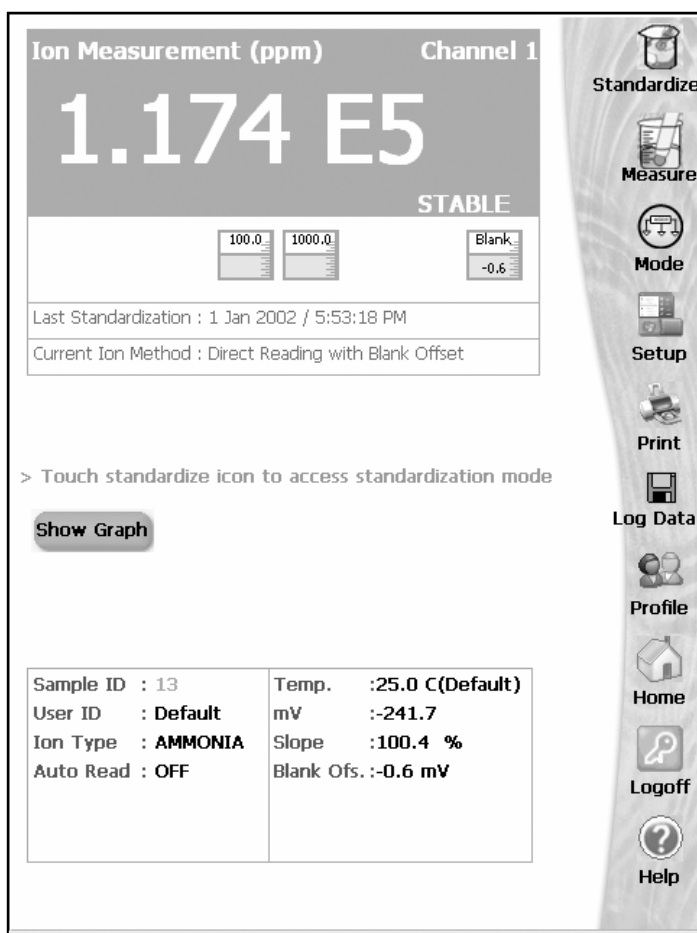 Ion Measurement (ppm) Channel 1
1.174 E5
STABLE
100.0 1000.0 Blank
-0.6
Last Standardization : 1 Jan 2002 / 5:53:18 PM
Current Ion Method : Direct Reading with Blank Offset
> Touch standardize icon to access standardization mode
Show Graph
Sample ID : 13
User ID : Default
Ion Type : AMMONIA
Auto Read : OFF
Temp. :25.0 C(Default)
mV :-241.7
Slope :100.4 %
Blank Ofs. :-0.6 mV
Standardize
Measure
Mode
Setup
Print
Log Data
Profile
Home
Logoff
Help